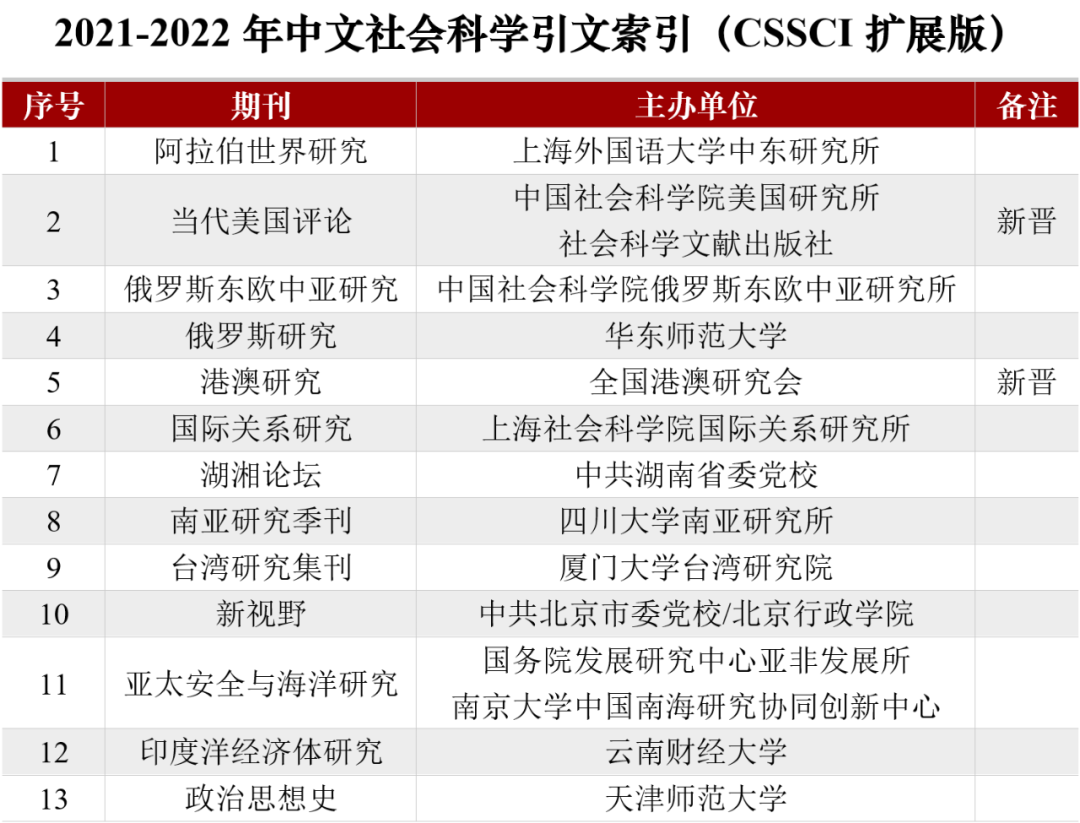 2021-2022 年中文社会科学引文索引（CSSCI 扩展版）
序号 期刊 主办单位 备注
1 阿拉伯世界研究 上海外国语大学中东研究所
2 当代美国评论 中国社会科学院美国研究所 社会科学文献出版社 新晋
3 俄罗斯东欧中亚研究 中国社会科学院俄罗斯东欧中亚研究所
4 俄罗斯研究 华东师范大学
5 港澳研究 全国港澳研究会 新晋
6 国际关系研究 上海社会科学院国际关系研究所
7 湖湘论坛 中共湖南省委党校
8 南亚研究季刊 四川大学南亚研究所
9 台湾研究集刊 厦门大学台湾研究院
10 新视野 中共北京市委党校/北京行政学院
11 亚太安全与海洋研究 国务院发展研究中心亚非发展所 南京大学中国南海研究协同创新中心
12 印度洋经济体研究 云南财经大学
13 政治思想史 天津师范大学